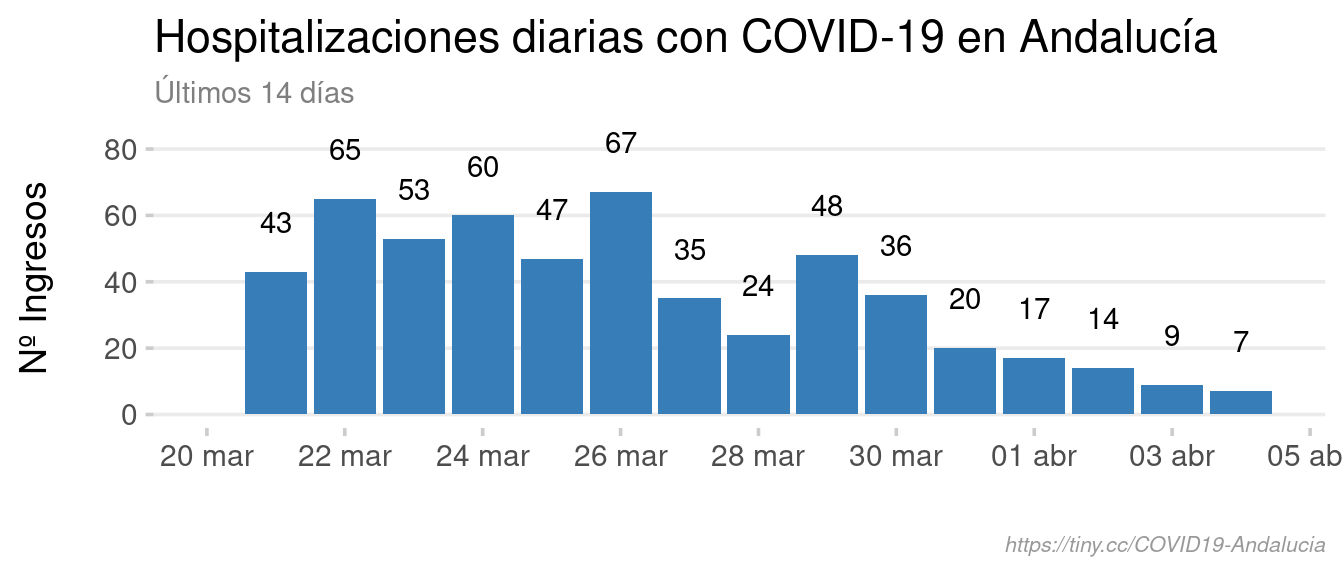 Hospitalizaciones diarias con COVID-19 en Andalucía
Últimos 14 días
Nº Ingresos
80
60
40
20
0
43
65
53
60
47
67
35
24
48
36
20
17
14
9
7
20 mar
22 mar
24 mar
26 mar
28 mar
30 mar
01 abr
03 abr
05 ab
https://tiny.cc/COVID19-Andalucia